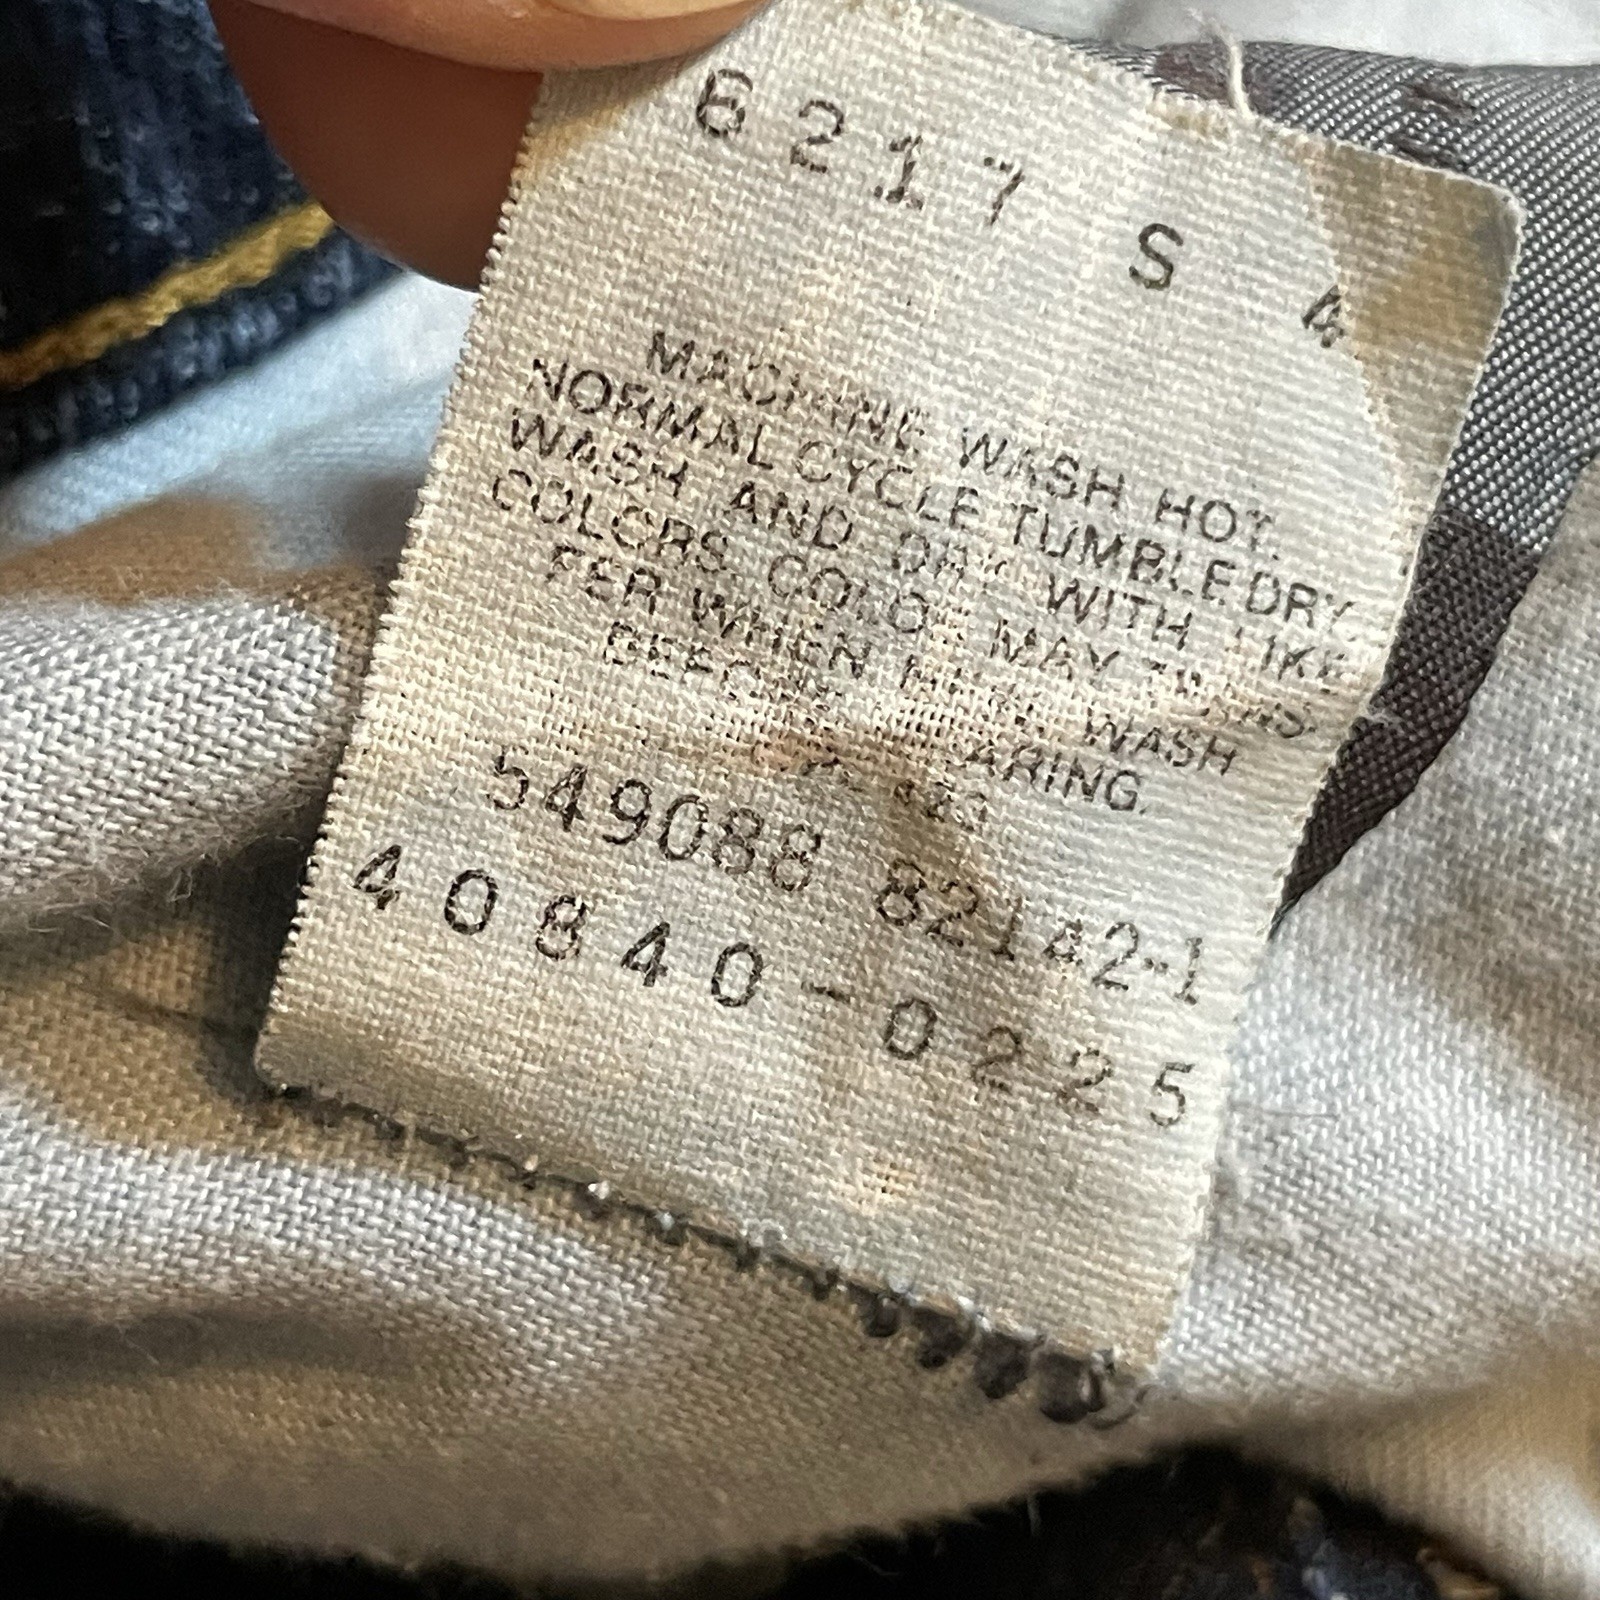 6217 S 4
MACHINE WASH HOT.
NORMAL CYCLE TUMBLE DRY.
WASH AND DRY WITH LIKE
COLORS. COLOR MAY TRANS-
FER WHEN NEW. WASH
BEFORE WEARING.
549088 82142-1
40840-0225